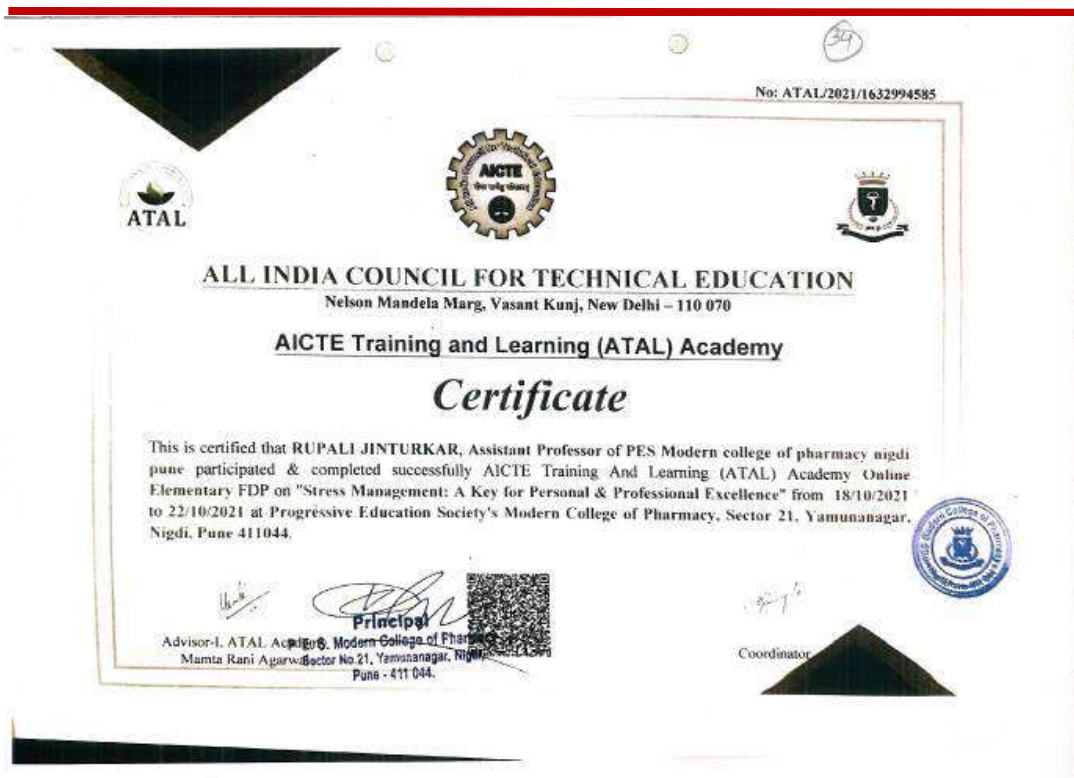 34
No: ATAL/2021/1632994585
ATAL
AICTE
ALL INDIA COUNCIL FOR TECHNICAL EDUCATION
Nelson Mandela Marg, Vasant Kunj, New Delhi – 110 070
AICTE Training and Learning (ATAL) Academy
Certificate
This is certified that RUPALI JINTURKAR, Assistant Professor of PES Modern college of pharmacy nigdi
pune participated & completed successfully AICTE Training And Learning (ATAL) Academy Online
Elementary FDP on "Stress Management: A Key for Personal & Professional Excellence" from 18/10/2021
to 22/10/2021 at Progressive Education Society's Modern College of Pharmacy, Sector 21, Yamunanagar,
Nigdi, Pune 411044.
Principal
Advisor-I, ATAL
P. E. S. Modern College of
Mamta Rani
Sector No.21, Yamunanagar,
Pune - 411 044.
Coordinator